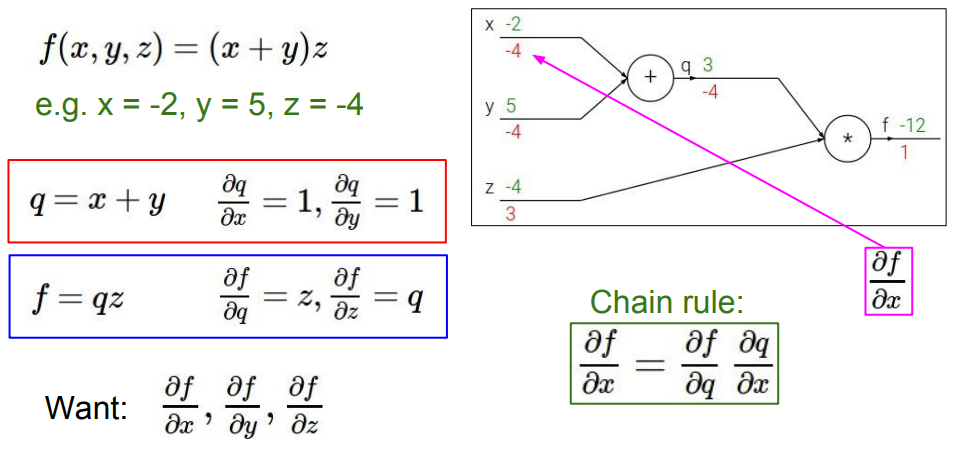 f(x, y, z) = (x + y)z
e.g. x = -2, y = 5, z = -4
q = x + y    ∂q/∂x = 1, ∂q/∂y = 1
f = qz    ∂f/∂q = z, ∂f/∂z = q
Want: ∂f/∂x, ∂f/∂y, ∂f/∂z
x -2
-4
+
q 3
-4
y 5
-4
*
f -12
1
z -4
3
∂f/∂x
Chain rule:
∂f/∂x = ∂f/∂q ∂q/∂x